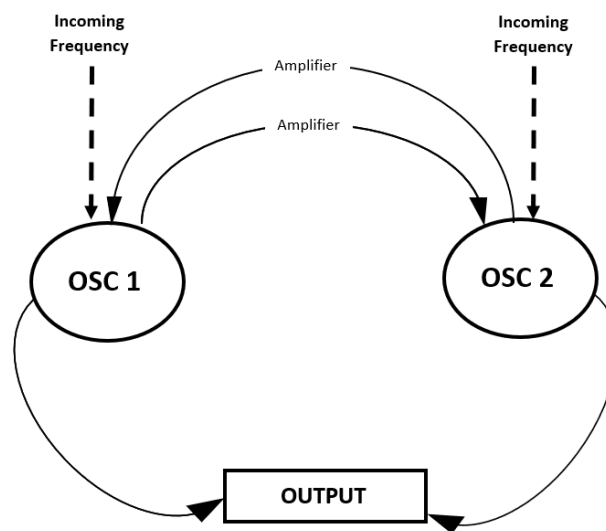 Incoming
Frequency
Incoming
Frequency
Amplifier
Amplifier
OSC 1
OSC 2
OUTPUT